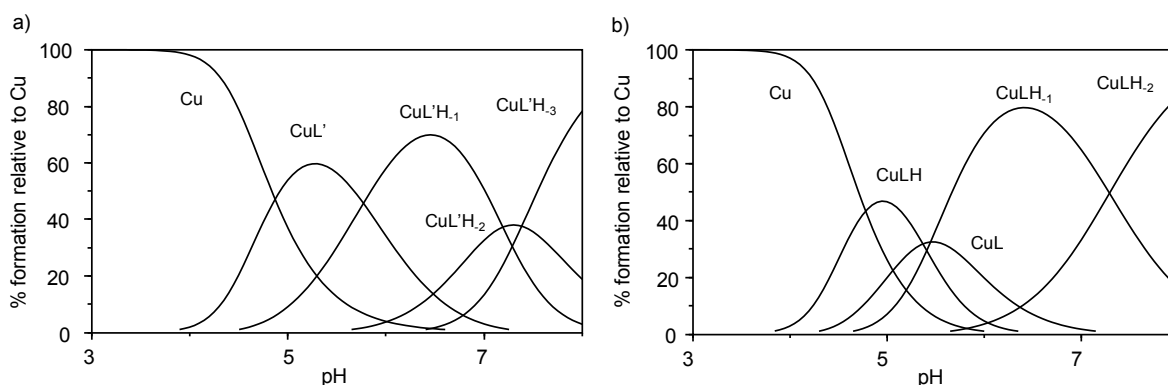 a)
% formation relative to Cu
100
80
60
40
20
0
Cu
CuL'
CuL'H-1
CuL'H-2
CuL'H-3
3
5
7
pH
b)
% formation relative to Cu
100
80
60
40
20
0
Cu
CuLH
CuL
CuLH-1
CuLH-2
3
5
7
pH